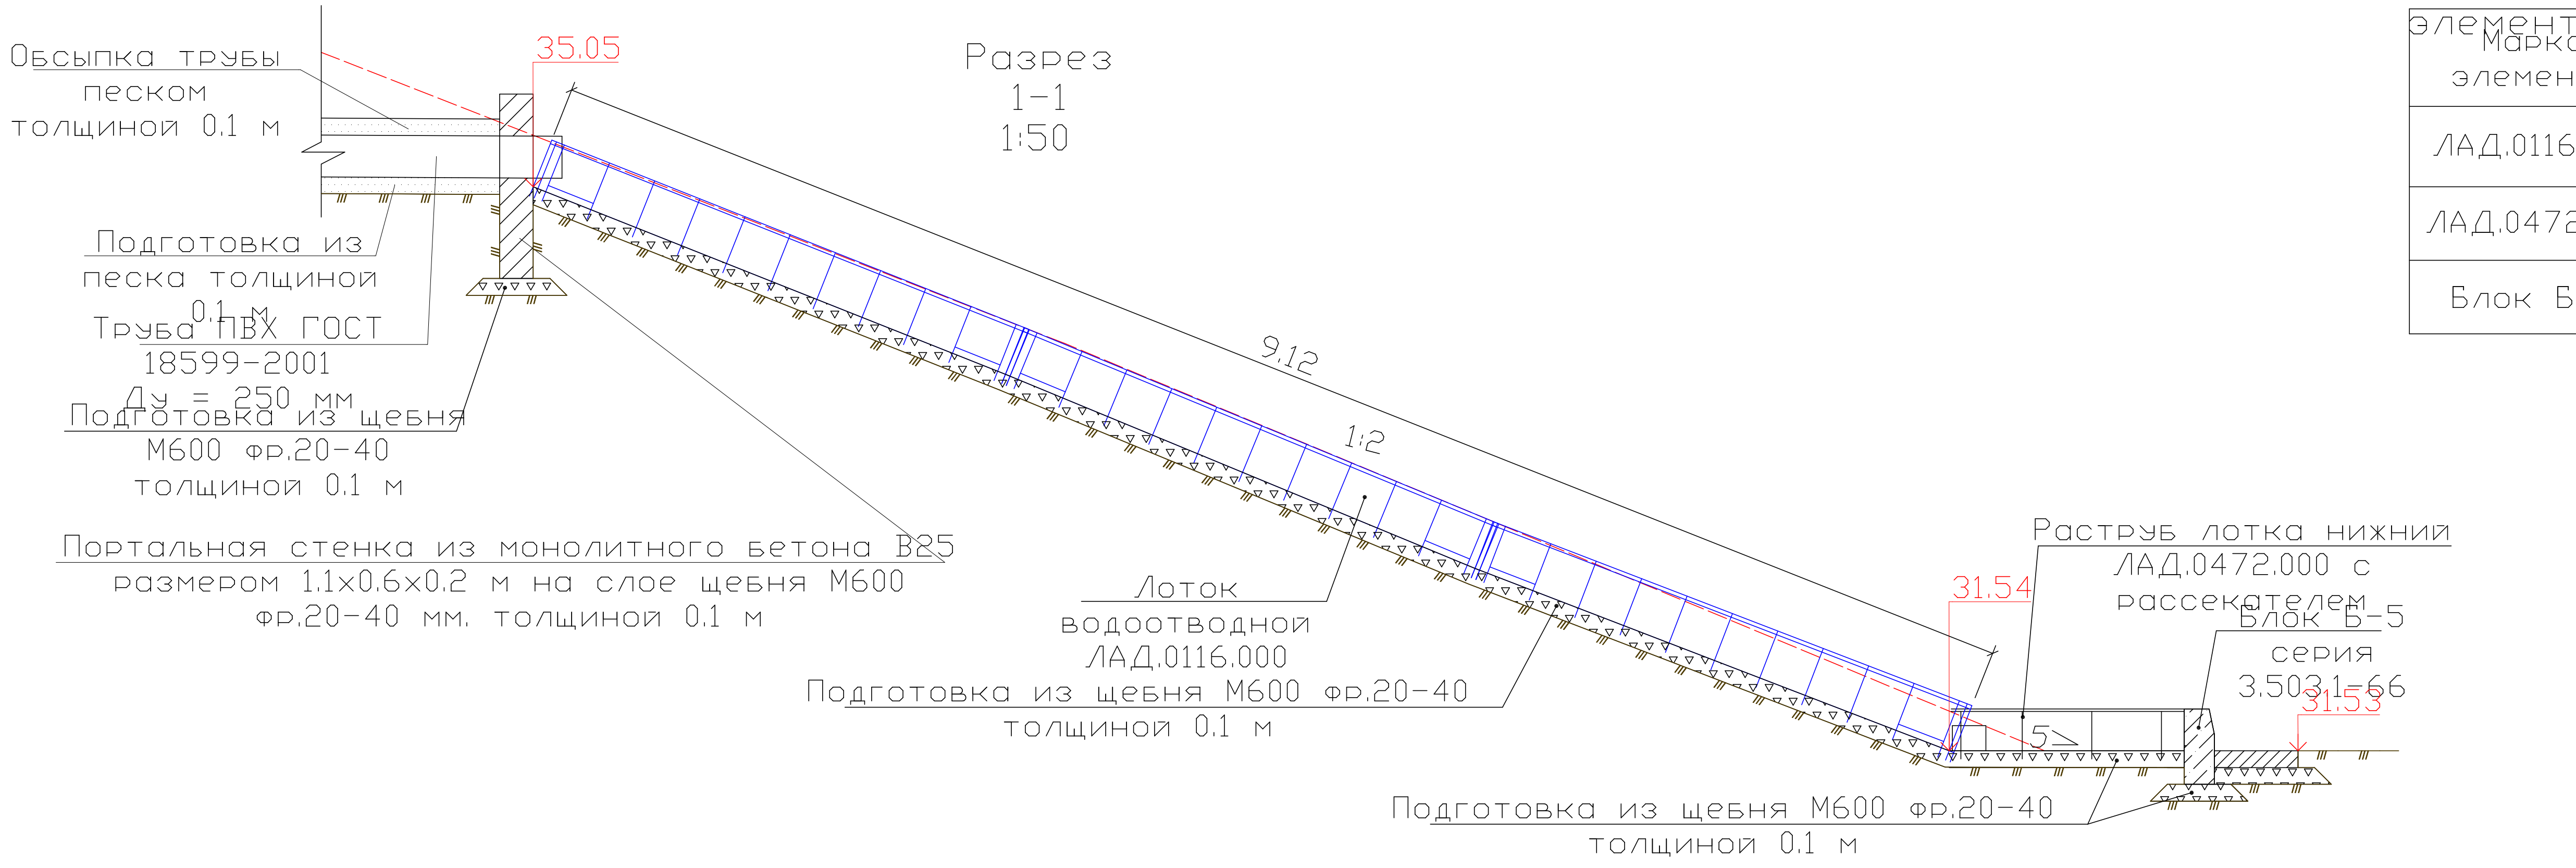 Обсыпка трубы
песком
толщиной 0.1 м
35.05
Разрез
1-1
1:50
Подготовка из
песка толщиной
0.1 м
Труба ПВХ ГОСТ
18599-2001
Ду = 250 мм
Подготовка из щебня
М600 фр.20-40
толщиной 0.1 м
Портальная стенка из монолитного бетона В25
размером 1.1х0.6х0.2 м на слое щебня М600
фр.20-40 мм. толщиной 0.1 м
9.12
1:2
Лоток
водоотводной
ЛАД.0116.000
Подготовка из щебня М600 фр.20-40
толщиной 0.1 м
31.54
Раструб лотка нижний
ЛАД.0472.000 с
рассекателем
Блок Б-5
серия
3.503.1-66
31.53
5
Подготовка из щебня М600 фр.20-40
толщиной 0.1 м
элемент
Марка
элемен
ЛАД.0116
ЛАД.0472
Блок Б